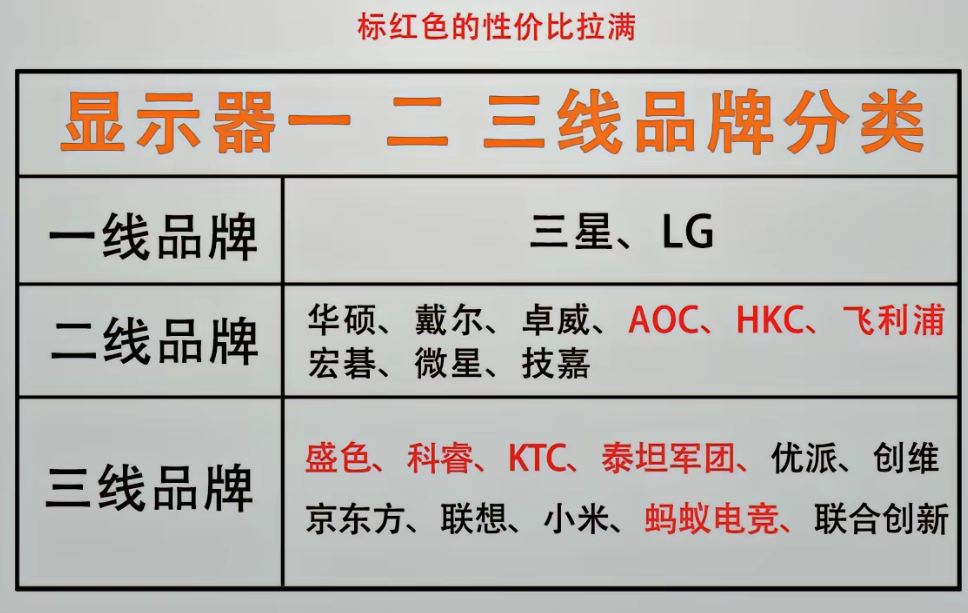 标红色的性价比拉满
显示器一 二 三线品牌分类
一线品牌
三星、LG
二线品牌
华硕、戴尔、卓威、AOC、HKC、飞利浦
宏碁、微星、技嘉
三线品牌
盛色、科睿、KTC、泰坦军团、优派、创维
京东方、联想、小米、蚂蚁电竞、联合创新